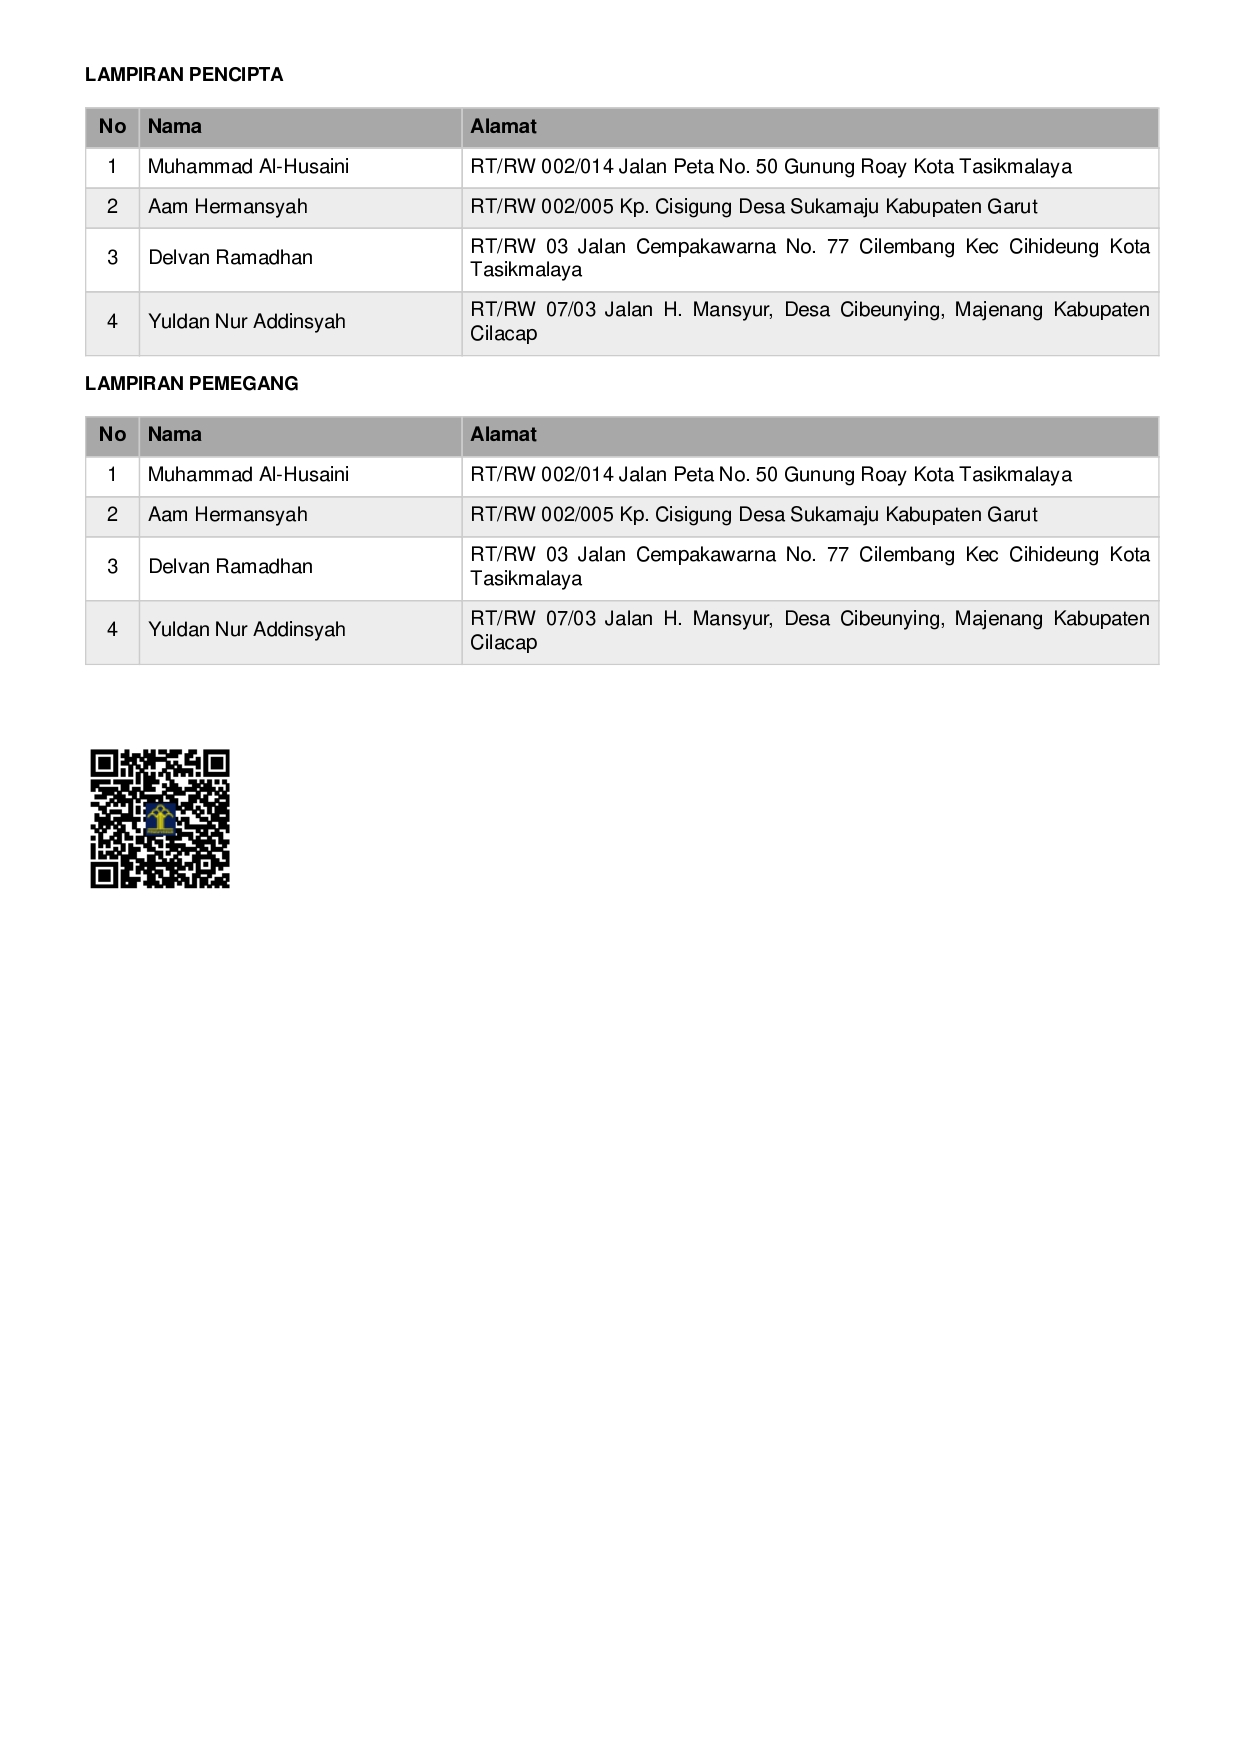 LAMPIRAN PENCIPTA
No Nama Alamat
1 Muhammad Al-Husaini RT/RW 002/014 Jalan Peta No. 50 Gunung Roay Kota Tasikmalaya
2 Aam Hermansyah RT/RW 002/005 Kp. Cisigung Desa Sukamaju Kabupaten Garut
3 Delvan Ramadhan RT/RW 03 Jalan Cempakawarna No. 77 Cilembang Kec Cihideung Kota
Tasikmalaya
4 Yuldan Nur Addinsyah RT/RW 07/03 Jalan H. Mansyur, Desa Cibeunying, Majenang Kabupaten
Cilacap
LAMPIRAN PEMEGANG
No Nama Alamat
1 Muhammad Al-Husaini RT/RW 002/014 Jalan Peta No. 50 Gunung Roay Kota Tasikmalaya
2 Aam Hermansyah RT/RW 002/005 Kp. Cisigung Desa Sukamaju Kabupaten Garut
3 Delvan Ramadhan RT/RW 03 Jalan Cempakawarna No. 77 Cilembang Kec Cihideung Kota
Tasikmalaya
4 Yuldan Nur Addinsyah RT/RW 07/03 Jalan H. Mansyur, Desa Cibeunying, Majenang Kabupaten
Cilacap